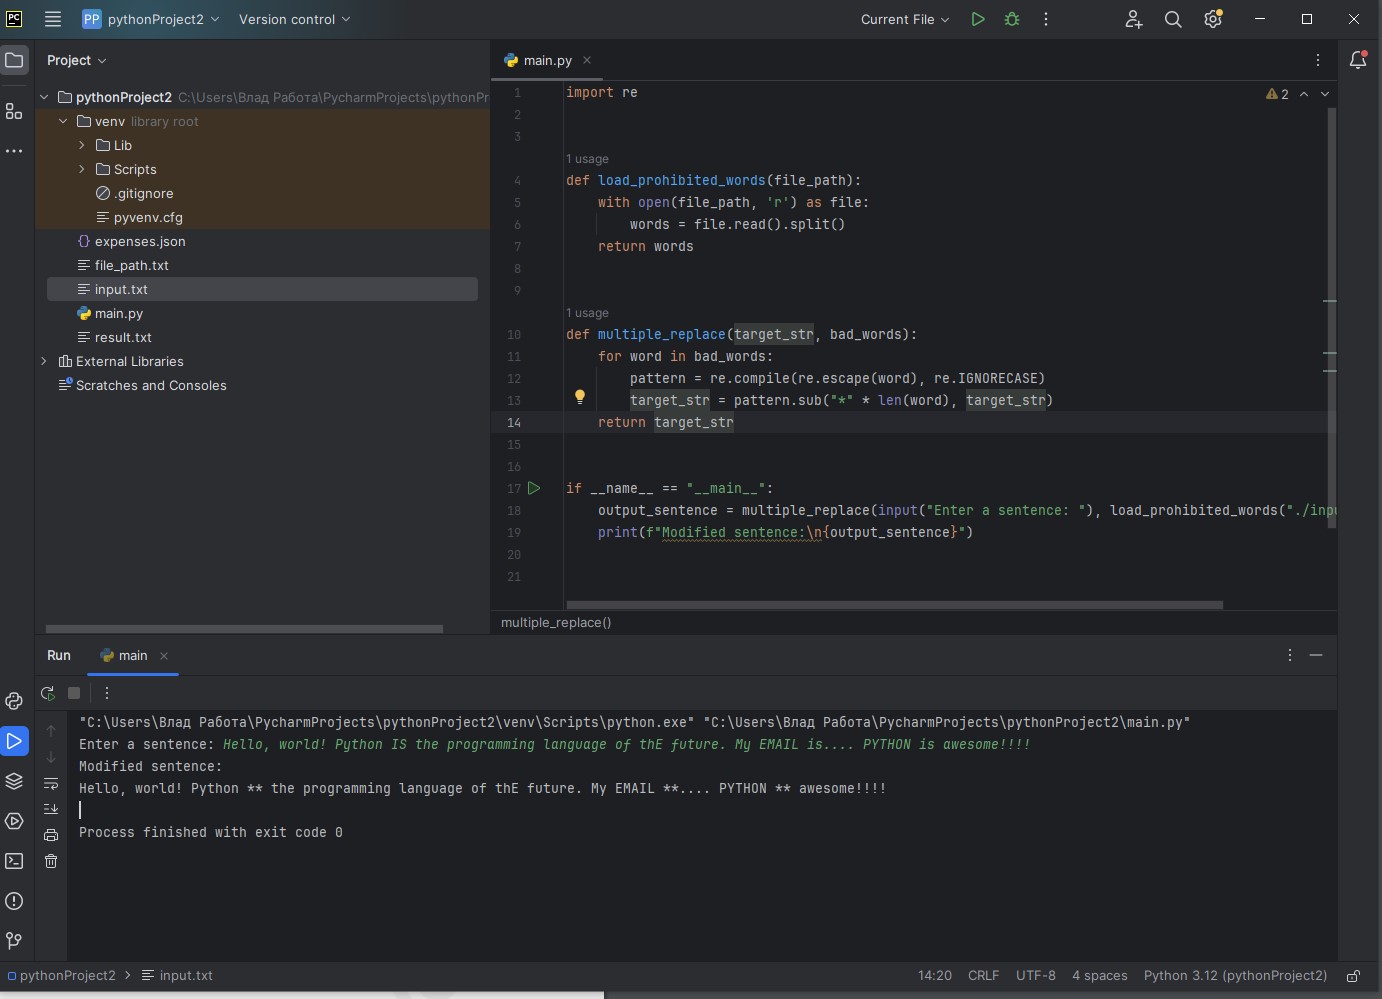 PC
PP pythonProject2 Version control Current File
Project
pythonProject2 C:\Users\Влад Работа\PycharmProjects\pythonPr
venv library root
Lib
Scripts
.gitignore
pyvenv.cfg
expenses.json
file_path.txt
input.txt
main.py
result.txt
External Libraries
Scratches and Consoles
main.py
2
1 import re
2
3
1 usage
4 def load_prohibited_words(file_path):
5 with open(file_path, 'r') as file:
6 words = file.read().split()
7 return words
8
9
1 usage
10 def multiple_replace(target_str, bad_words):
11 for word in bad_words:
12 pattern = re.compile(re.escape(word), re.IGNORECASE)
13 target_str = pattern.sub("*" * len(word), target_str)
14 return target_str
15
16
17 if __name__ == "__main__":
18 output_sentence = multiple_replace(input("Enter a sentence: "), load_prohibited_words("./inpu
19 print(f"Modified sentence:\n{output_sentence}")
20
21
multiple_replace()
Run main
"C:\Users\Влад Работа\PycharmProjects\pythonProject2\venv\Scripts\python.exe" "C:\Users\Влад Работа\PycharmProjects\pythonProject2\main.py"
Enter a sentence: Hello, world! Python IS the programming language of thE future. My EMAIL is.... PYTHON is awesome!!!!
Modified sentence:
Hello, world! Python ** the programming language of thE future. My EMAIL **.... PYTHON ** awesome!!!!
Process finished with exit code 0
pythonProject2 > input.txt 14:20 CRLF UTF-8 4 spaces Python 3.12 (pythonProject2)